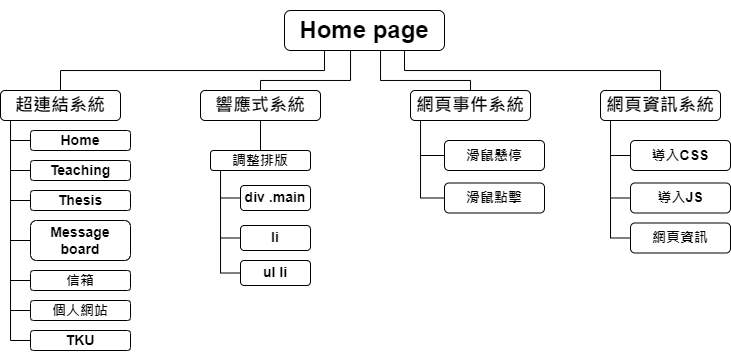 Home page
超連結系統
Home
Teaching
Thesis
Message
board
信箱
個人網站
TKU
響應式系統
調整排版
div .main
li
ul li
網頁事件系統
滑鼠懸停
滑鼠點擊
網頁資訊系統
導入CSS
導入JS
網頁資訊